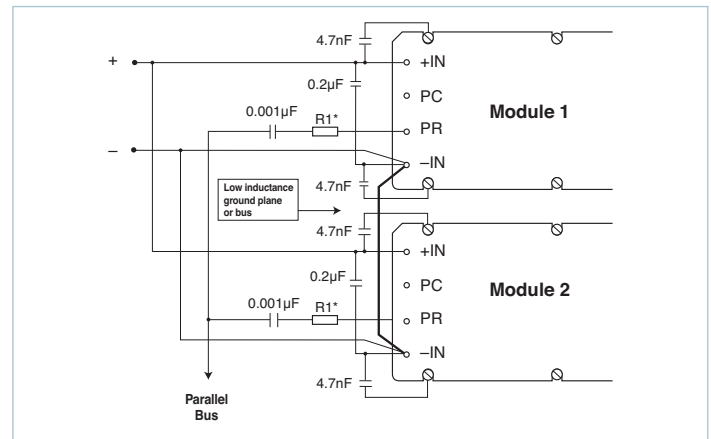 4.7nF
+
+IN
0.2µF
PC
Module 1
0.001µF
R1*
PR
–
–IN
4.7nF
Low inductance
ground plane
or bus
4.7nF
+IN
0.2µF
PC
Module 2
0.001µF
R1*
PR
–IN
4.7nF
Parallel
Bus